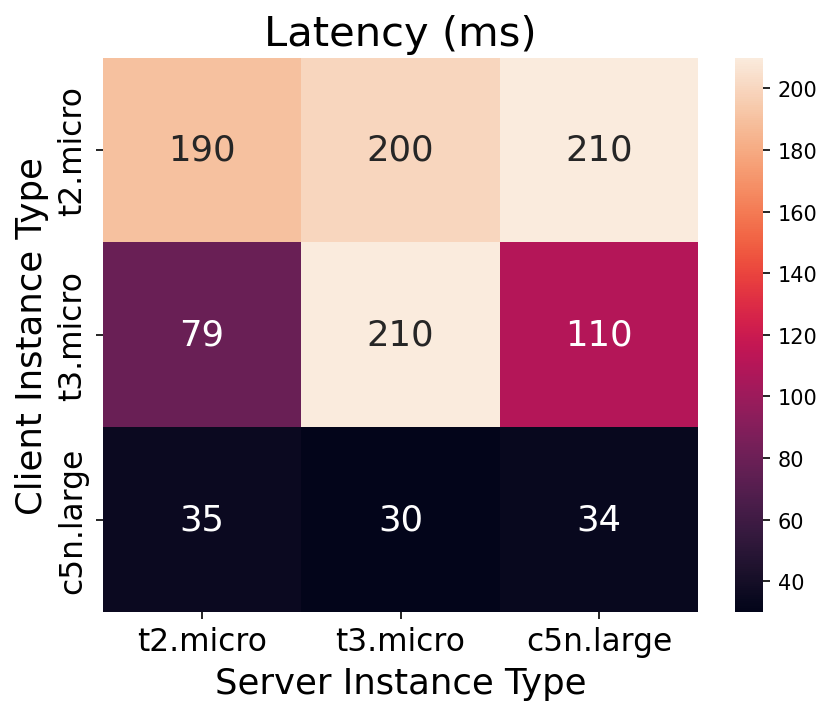 Latency (ms)
Client Instance Type
t2.micro
190 200 210
t3.micro
79 210 110
c5n.large
35 30 34
t2.micro t3.micro c5n.large
Server Instance Type
200
180
160
140
120
100
80
60
40